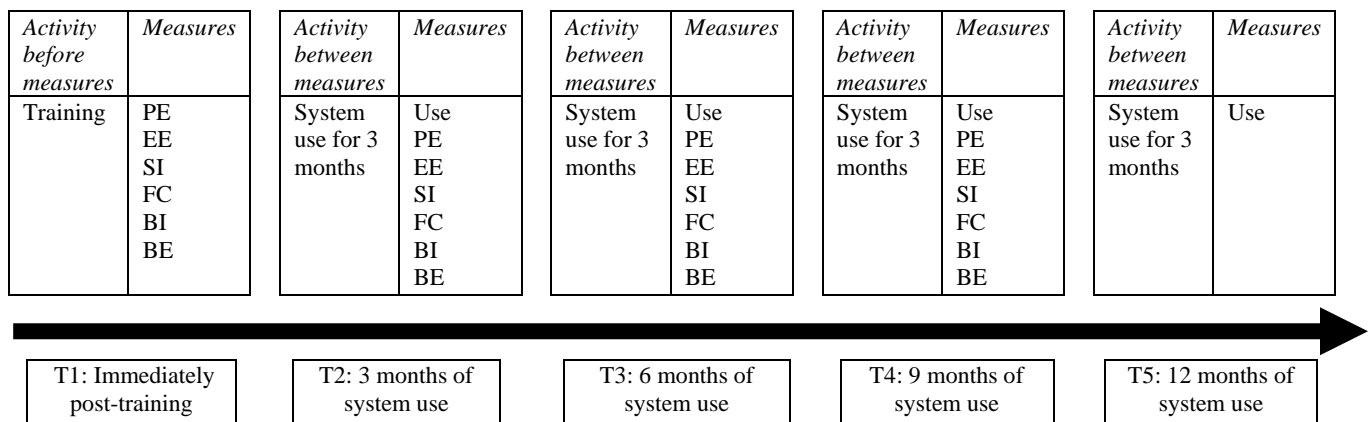 Activity before measures
Measures
Training
PE
EE
SI
FC
BI
BE
Activity between measures
Measures
System use for 3 months
Use
PE
EE
SI
FC
BI
BE
Activity between measures
Measures
System use for 3 months
Use
PE
EE
SI
FC
BI
BE
Activity between measures
Measures
System use for 3 months
Use
PE
EE
SI
FC
BI
BE
Activity between measures
Measures
System use for 3 months
Use
T1: Immediately
post-training
T2: 3 months of
system use
T3: 6 months of
system use
T4: 9 months of
system use
T5: 12 months of
system use